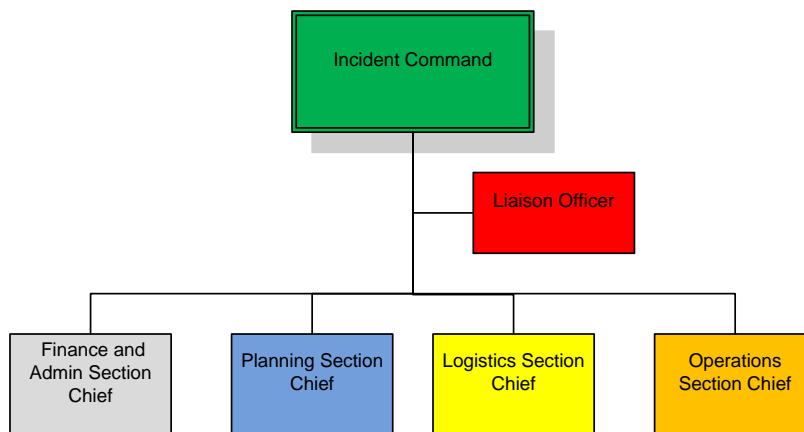 Incident Command
Liaison Officer
Finance and
Admin Section
Chief
Planning Section
Chief
Logistics Section
Chief
Operations
Section Chief